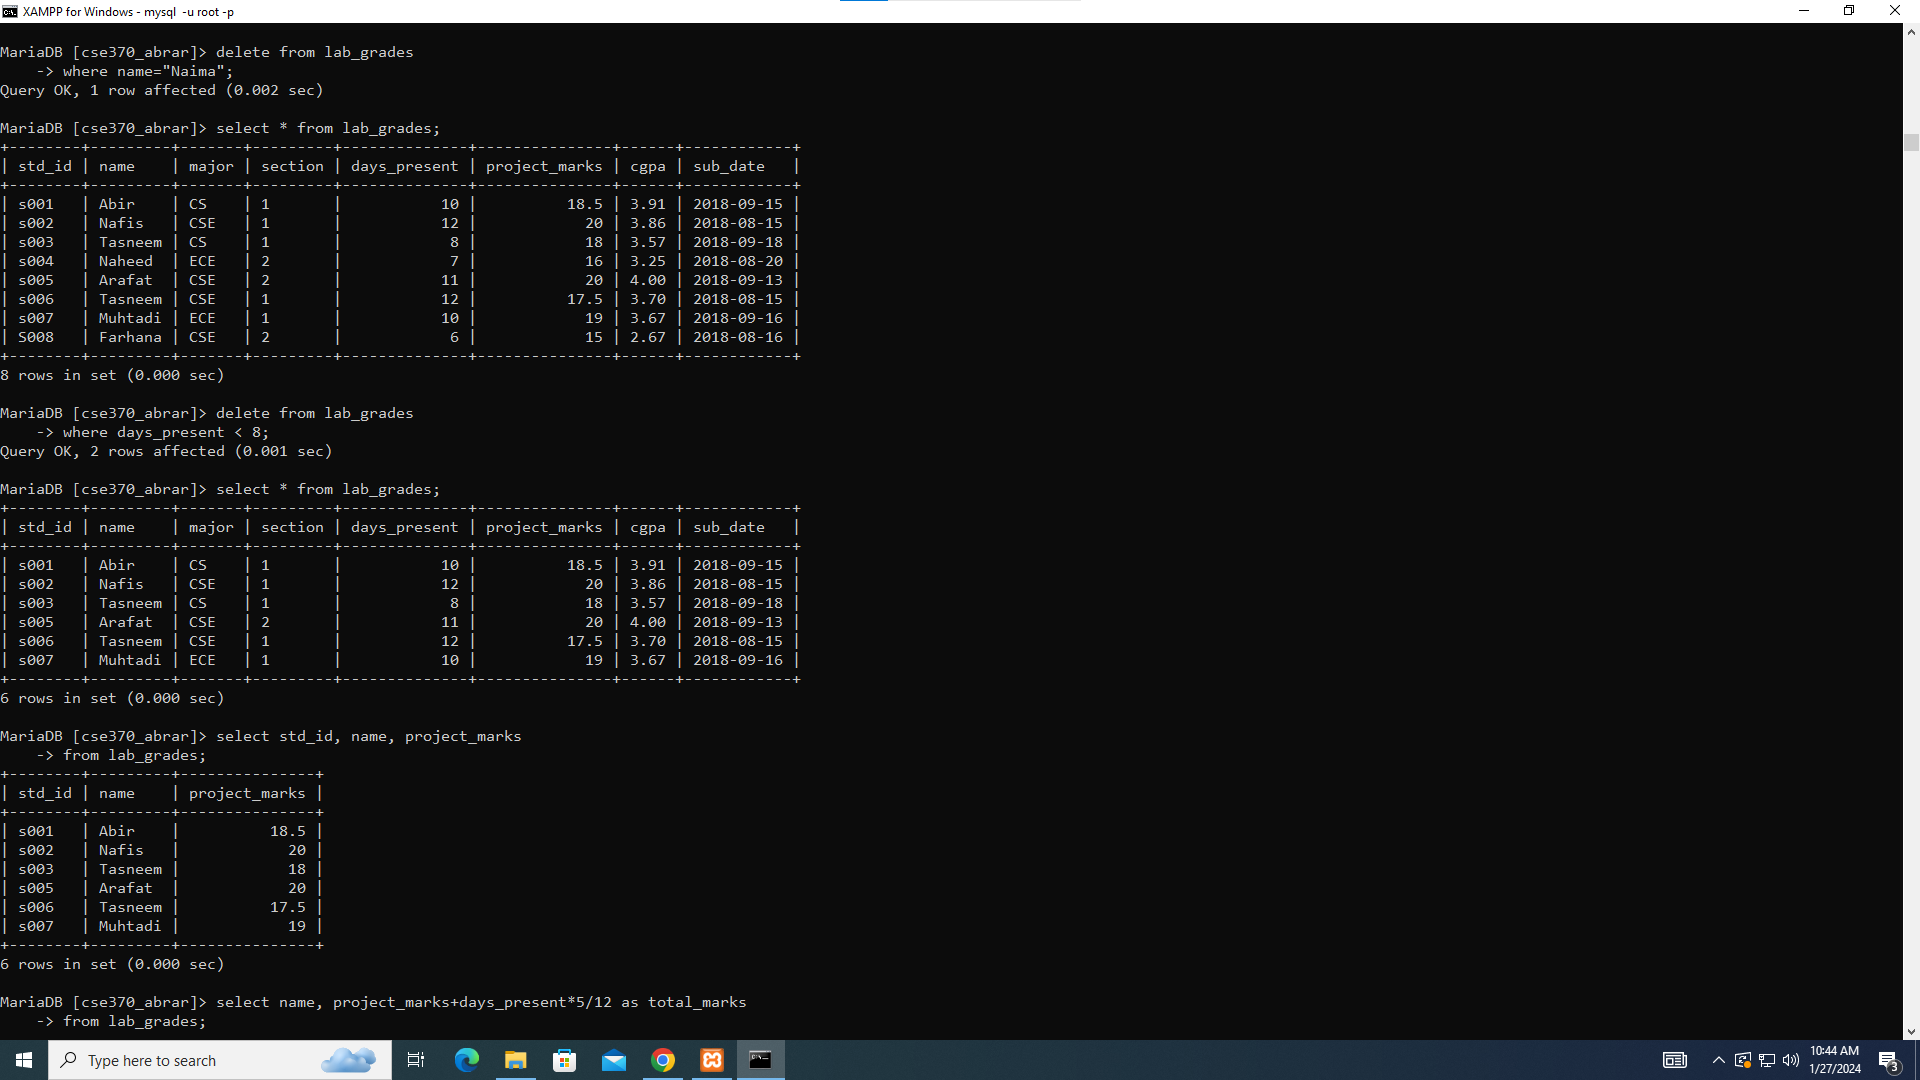 XAMPP for Windows - mysql  -u root -p
MariaDB [cse370_abrar]> delete from lab_grades
    -> where name="Naima";
Query OK, 1 row affected (0.002 sec)
MariaDB [cse370_abrar]> select * from lab_grades;
+--------+---------+-------+---------+--------------+---------------+------+------------+
| std_id | name    | major | section | days_present | project_marks | cgpa | sub_date   |
+--------+---------+-------+---------+--------------+---------------+------+------------+
| s001   | Abir    | CS    | 1       |           10 |          18.5 | 3.91 | 2018-09-15 |
| s002   | Nafis   | CSE   | 1       |           12 |            20 | 3.86 | 2018-08-15 |
| s003   | Tasneem | CS    | 1       |            8 |            18 | 3.57 | 2018-09-18 |
| s004   | Naheed  | ECE   | 2       |            7 |            16 | 3.25 | 2018-08-20 |
| s005   | Arafat  | CSE   | 2       |           11 |            20 | 4.00 | 2018-09-13 |
| s006   | Tasneem | CSE   | 1       |           12 |          17.5 | 3.70 | 2018-08-15 |
| s007   | Muhtadi | ECE   | 1       |           10 |            19 | 3.67 | 2018-09-16 |
| S008   | Farhana | CSE   | 2       |            6 |            15 | 2.67 | 2018-08-16 |
+--------+---------+-------+---------+--------------+---------------+------+------------+
8 rows in set (0.000 sec)
MariaDB [cse370_abrar]> delete from lab_grades
    -> where days_present < 8;
Query OK, 2 rows affected (0.001 sec)
MariaDB [cse370_abrar]> select * from lab_grades;
+--------+---------+-------+---------+--------------+---------------+------+------------+
| std_id | name    | major | section | days_present | project_marks | cgpa | sub_date   |
+--------+---------+-------+---------+--------------+---------------+------+------------+
| s001   | Abir    | CS    | 1       |           10 |          18.5 | 3.91 | 2018-09-15 |
| s002   | Nafis   | CSE   | 1       |           12 |            20 | 3.86 | 2018-08-15 |
| s003   | Tasneem | CS    | 1       |            8 |            18 | 3.57 | 2018-09-18 |
| s005   | Arafat  | CSE   | 2       |           11 |            20 | 4.00 | 2018-09-13 |
| s006   | Tasneem | CSE   | 1       |           12 |          17.5 | 3.70 | 2018-08-15 |
| s007   | Muhtadi | ECE   | 1       |           10 |            19 | 3.67 | 2018-09-16 |
+--------+---------+-------+---------+--------------+---------------+------+------------+
6 rows in set (0.000 sec)
MariaDB [cse370_abrar]> select std_id, name, project_marks
    -> from lab_grades;
+--------+---------+---------------+
| std_id | name    | project_marks |
+--------+---------+---------------+
| s001   | Abir    |          18.5 |
| s002   | Nafis   |            20 |
| s003   | Tasneem |            18 |
| s005   | Arafat  |            20 |
| s006   | Tasneem |          17.5 |
| s007   | Muhtadi |            19 |
+--------+---------+---------------+
6 rows in set (0.000 sec)
MariaDB [cse370_abrar]> select name, project_marks+days_present*5/12 as total_marks
    -> from lab_grades;
Type here to search
10:44 AM
1/27/2024
3